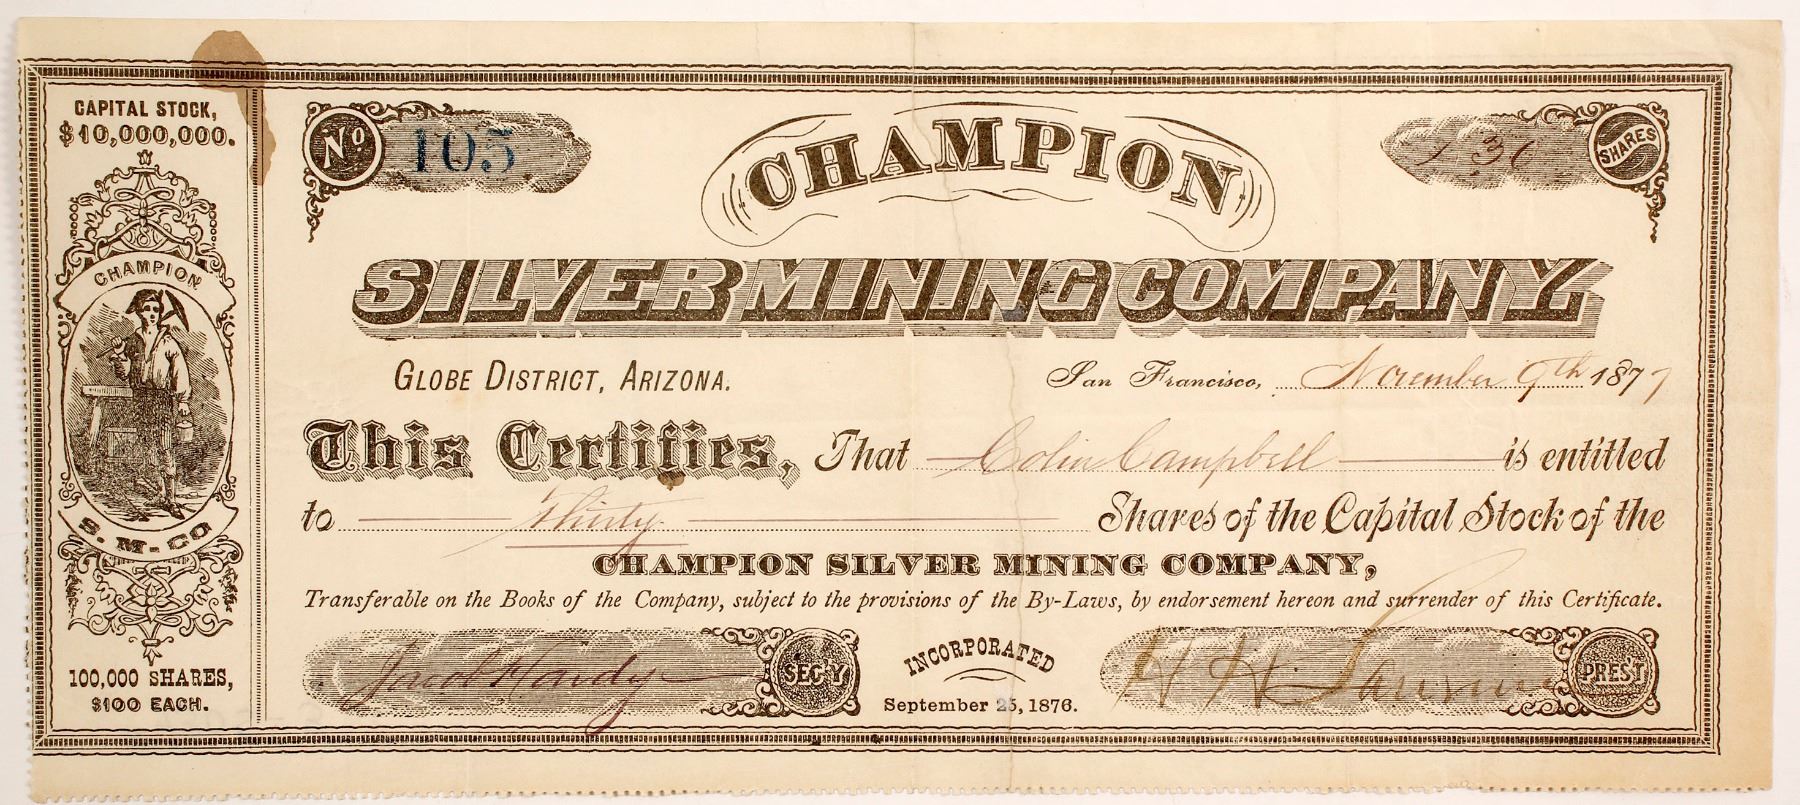 CAPITAL STOCK,
$10,000,000.
CHAMPION
S. M. CO
100,000 SHARES,
$100 EACH.
No 105
CHAMPION
30 SHARES
SILVER MINING COMPANY.
GLOBE DISTRICT, ARIZONA.
San Francisco, November 9th 1877
This Certifies, That Colin Campbell is entitled
to Thirty Shares of the Capital Stock of the
CHAMPION SILVER MINING COMPANY,
Transferable on the Books of the Company, subject to the provisions of the By-Laws, by endorsement hereon and surrender of this Certificate.
Jacob Hardy SEC'Y
INCORPORATED
September 25, 1876.
H H PREST